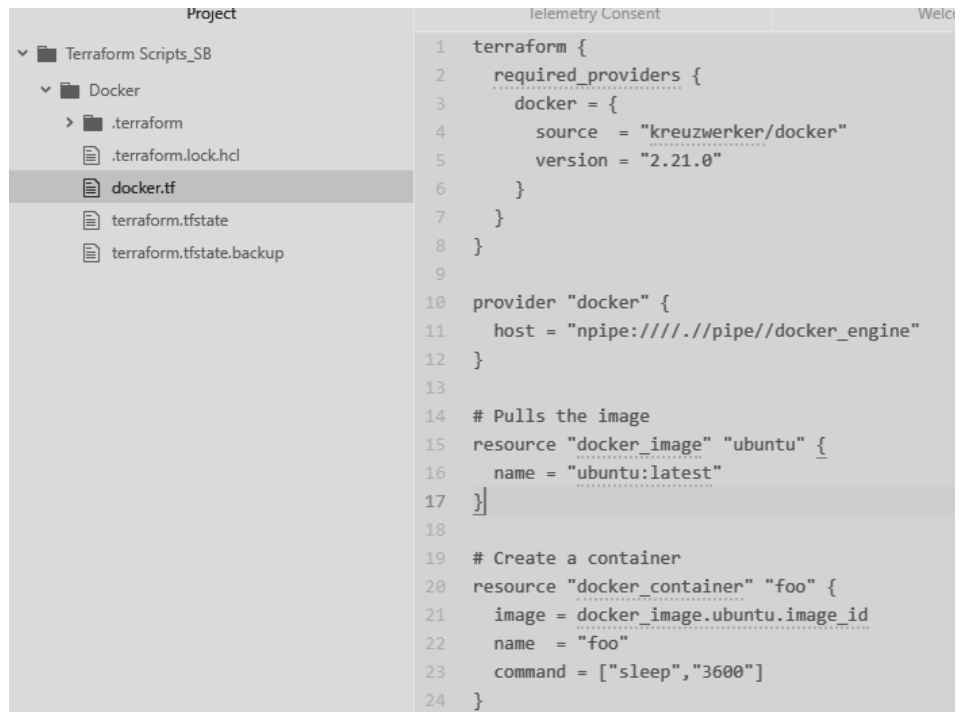 Project
Telemetry Consent
Welco
Terraform Scripts_SB
Docker
.terraform
.terraform.lock.hcl
docker.tf
terraform.tfstate
terraform.tfstate.backup
1 terraform {
2   required_providers {
3     docker = {
4       source  = "kreuzwerker/docker"
5       version = "2.21.0"
6     }
7   }
8 }
9
10 provider "docker" {
11   host = "npipe:////.//pipe//docker_engine"
12 }
13
14 # Pulls the image
15 resource "docker_image" "ubuntu" {
16   name = "ubuntu:latest"
17 }
18
19 # Create a container
20 resource "docker_container" "foo" {
21   image = docker_image.ubuntu.image_id
22   name  = "foo"
23   command = ["sleep","3600"]
24 }